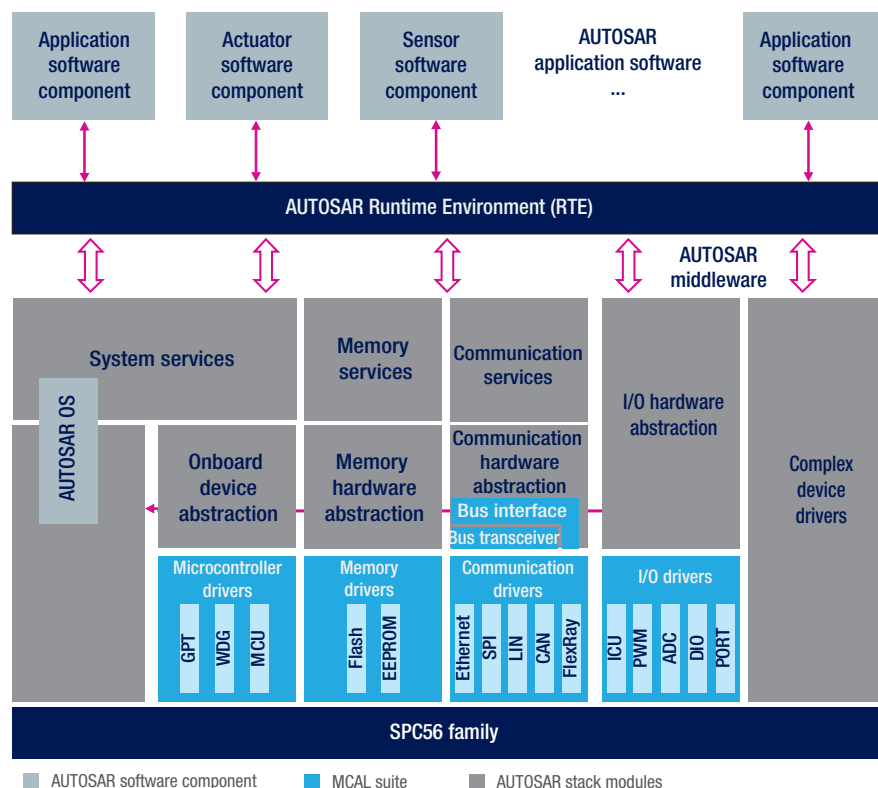 Application
software
component
Actuator
software
component
Sensor
software
component
AUTOSAR
application software
...
Application
software
component
AUTOSAR Runtime Environment (RTE)
AUTOSAR
middleware
System services
Memory
services
Communication
services
I/O hardware
abstraction
Complex
device
drivers
AUTOSAR OS
Onboard
device
abstraction
Memory
hardware
abstraction
Communication
hardware
abstraction
Bus interface
Bus transceiver
Microcontroller
drivers
GPT
WDG
MCU
Memory
drivers
Flash
EEPROM
Communication
drivers
Ethernet
SPI
LIN
CAN
FlexRay
I/O drivers
ICU
PWM
ADC
DIO
PORT
SPC56 family
AUTOSAR software component
MCAL suite
AUTOSAR stack modules